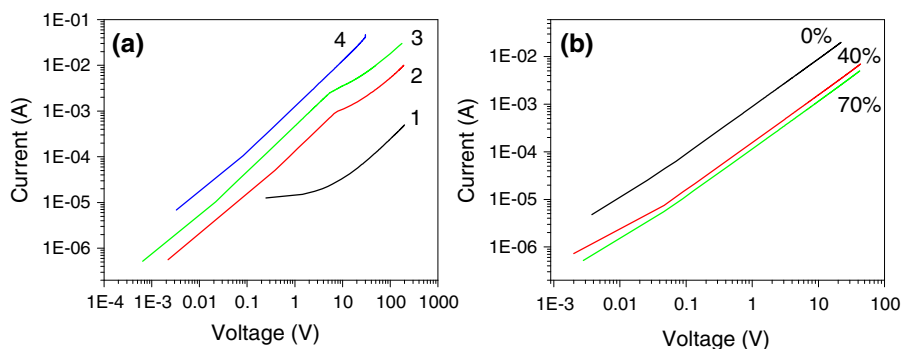 (a)
4
3
2
1
1E-01
1E-02
1E-03
1E-04
1E-05
1E-06
Current (A)
1E-4 1E-3 0.01 0.1 1 10 100 1000
Voltage (V)
(b)
0%
40%
70%
1E-02
1E-03
1E-04
1E-05
1E-06
Current (A)
1E-3 0.01 0.1 1 10 100
Voltage (V)